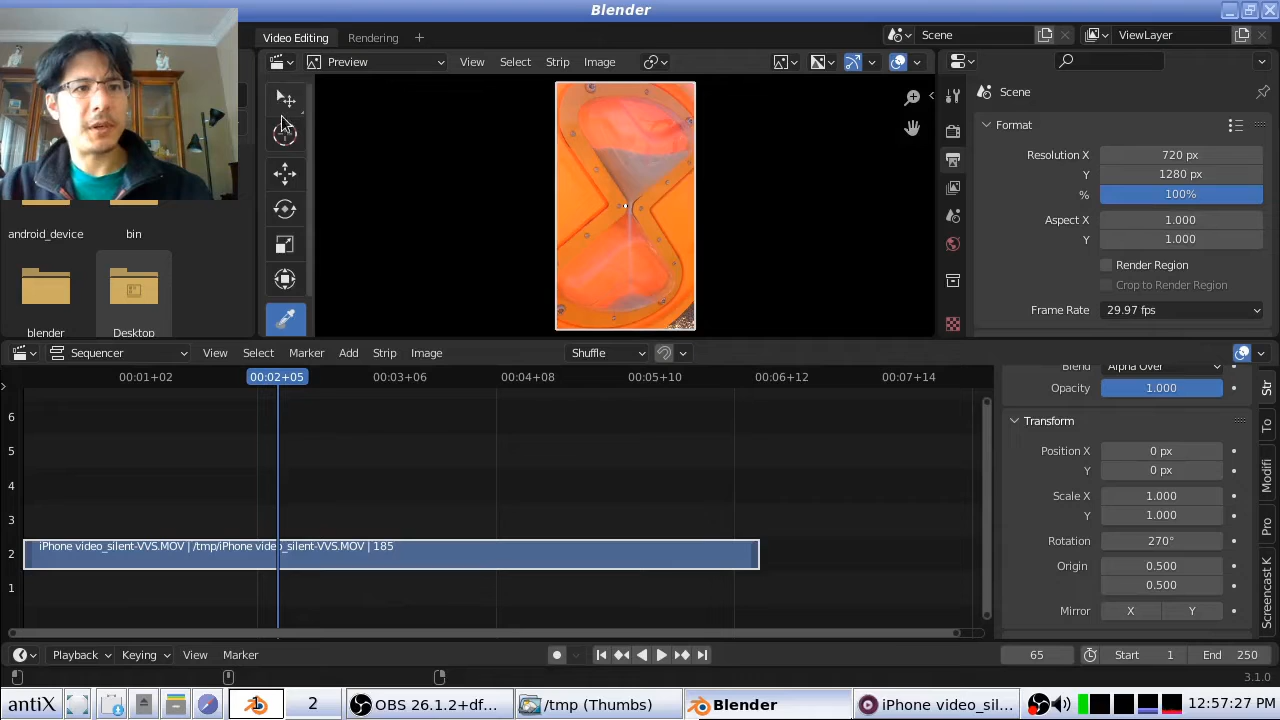 Blender
Video Editing
Rendering
+
Scene
ViewLayer
Preview
View
Select
Strip
Image
Scene
Format
Resolution X
720 px
Y
1280 px
%
100%
Aspect X
1.000
Y
1.000
Render Region
Crop to Render Region
Frame Rate
29.97 fps
android_device
bin
blender
Desktop
Sequencer
View
Select
Marker
Add
Strip
Image
Shuffle
00:01+02
00:02+05
00:03+06
00:04+08
00:05+10
00:06+12
00:07+14
6
5
4
3
2
1
iPhone video_silent-VVS.MOV | /tmp/iPhone video_silent-VVS.MOV | 185
Blend
Alpha Over
Opacity
1.000
Transform
Position X
0 px
Y
0 px
Scale X
1.000
Y
1.000
Rotation
270°
Origin
0.500
0.500
Mirror
X
Y
Str
To
Modifi
Pro
Screencast K
Playback
Keying
View
Marker
65
Start
1
End
250
3.1.0
antiX
1
2
OBS 26.1.2+df...
/tmp (Thumbs)
Blender
iPhone video_sil...
12:57:27 PM